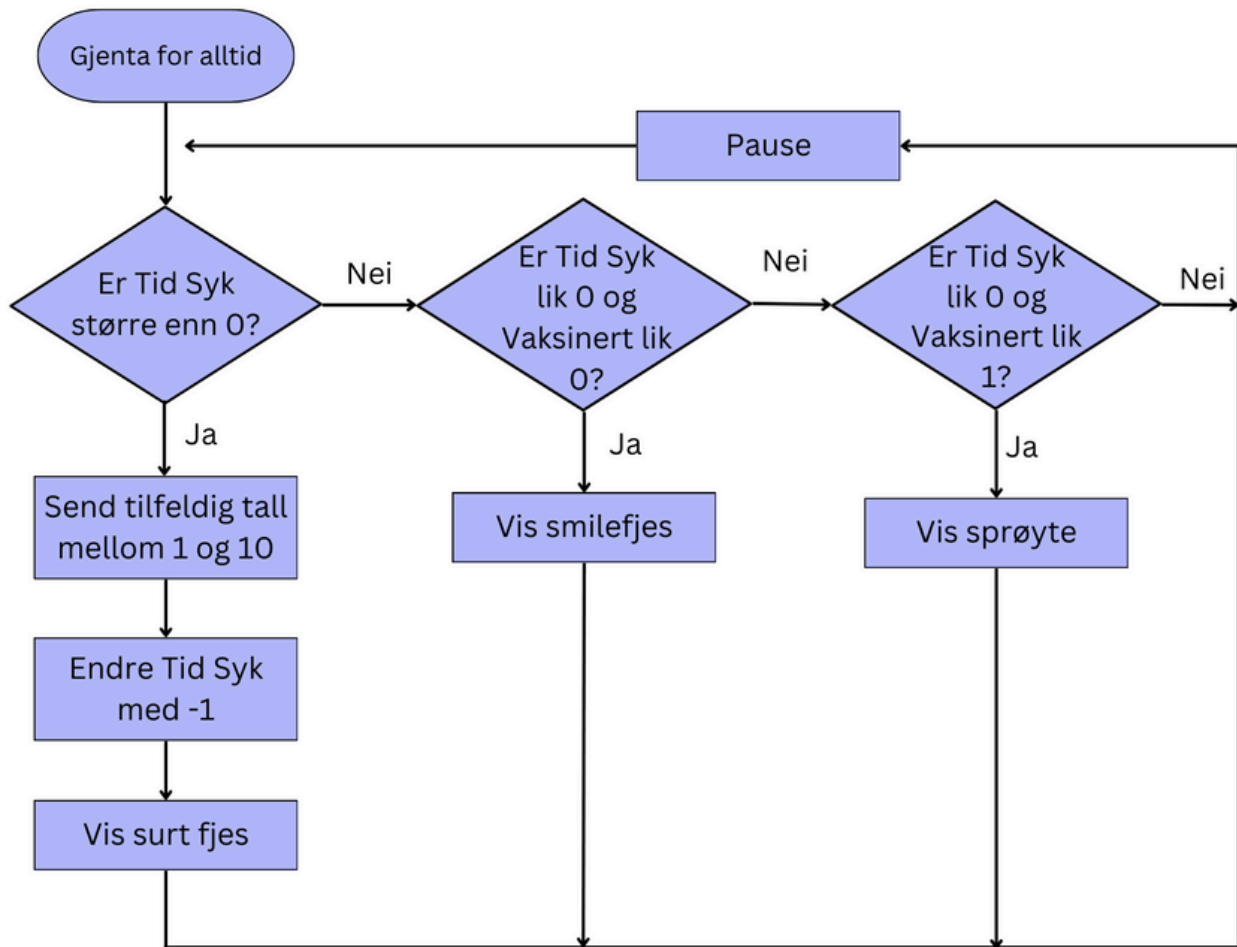 Gjenta for alltid
Pause
Er Tid Syk
større enn 0?
Nei
Er Tid Syk
lik 0 og
Vaksinert lik
0?
Nei
Er Tid Syk
lik 0 og
Vaksinert lik
1?
Nei
Ja
Ja
Ja
Send tilfeldig tall
mellom 1 og 10
Vis smilefjes
Vis sprøyte
Endre Tid Syk
med -1
Vis surt fjes